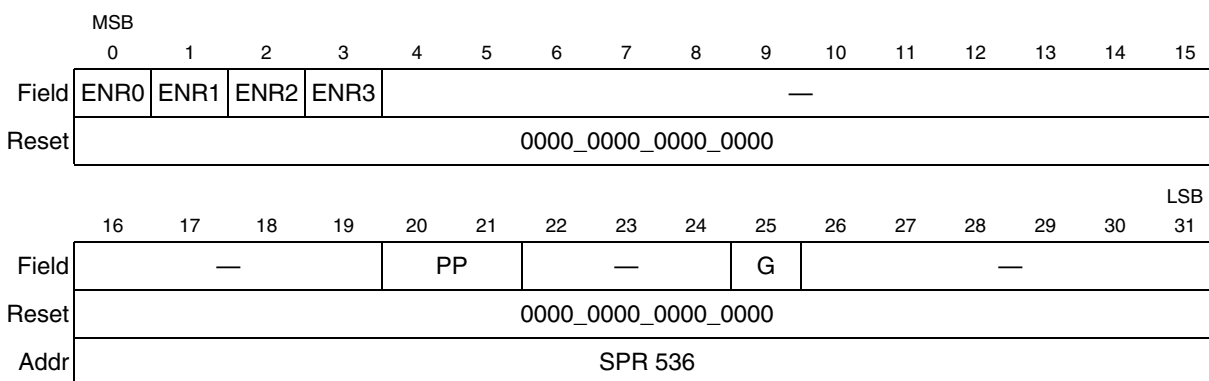 MSB
0 1 2 3 4 5 6 7 8 9 10 11 12 13 14 15
Field ENR0 ENR1 ENR2 ENR3 —
Reset 0000_0000_0000_0000
LSB
16 17 18 19 20 21 22 23 24 25 26 27 28 29 30 31
Field — PP — G —
Reset 0000_0000_0000_0000
Addr SPR 536